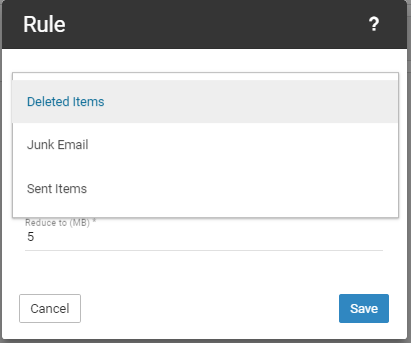 Rule ?
Deleted Items
Junk Email
Sent Items
Reduce to (MB) *
5
Cancel Save